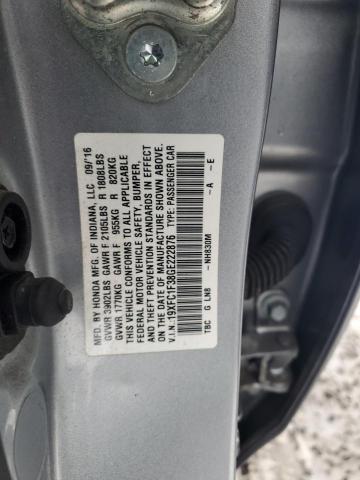 MFD. BY HONDA MFG. OF INDIANA, LLC 09/16
GVWR 3902LBS GAWR F 2105LBS R 1808LBS
GVWR 1770KG GAWR F 955KG R 820KG
THIS VEHICLE CONFORMS TO ALL APPLICABLE
FEDERAL MOTOR VEHICLE SAFETY, BUMPER,
AND THEFT PREVENTION STANDARDS IN EFFECT
ON THE DATE OF MANUFACTURE SHOWN ABOVE.
V.I.N. 19XFC1F38GE222876 TYPE: PASSENGER CAR
TBC G LN8 -NH830M -A -E